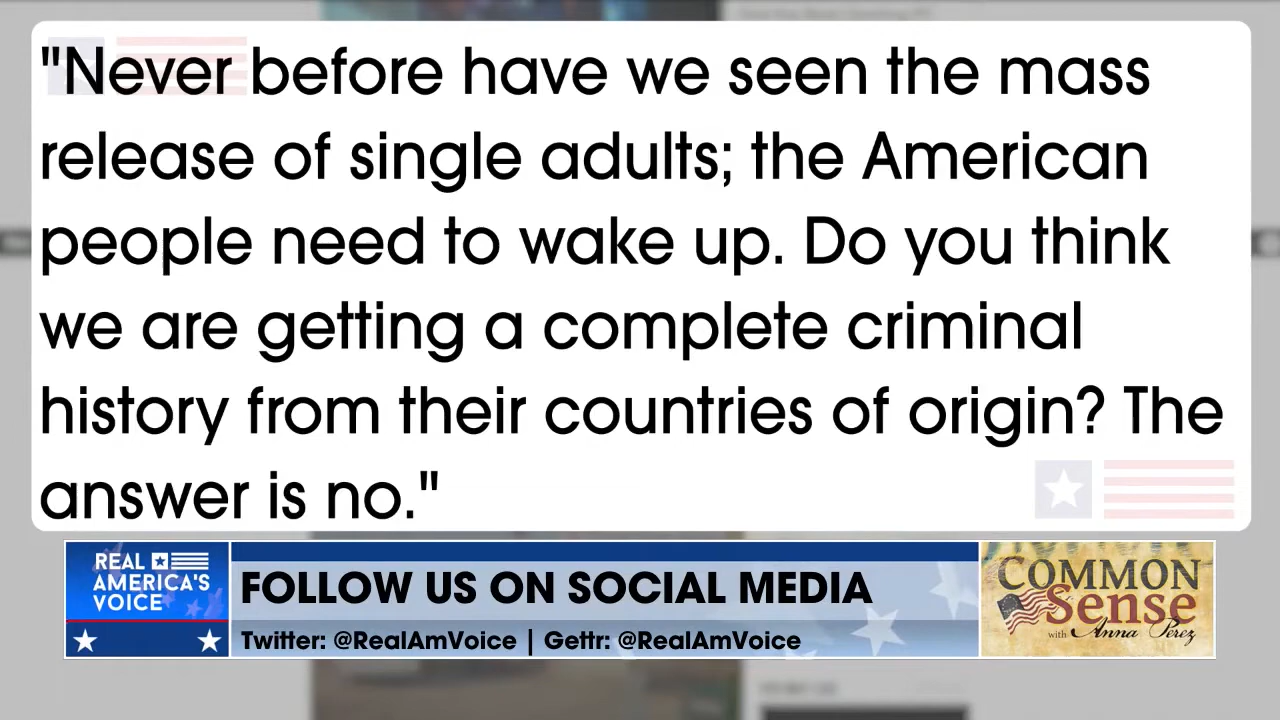 "Never before have we seen the mass
release of single adults; the American
people need to wake up. Do you think
we are getting a complete criminal
history from their countries of origin? The
answer is no."
REAL
AMERICA'S
VOICE
FOLLOW US ON SOCIAL MEDIA
Twitter: @RealAmVoice | Gettr: @RealAmVoice
COMMON
Sense
with Anna Perez